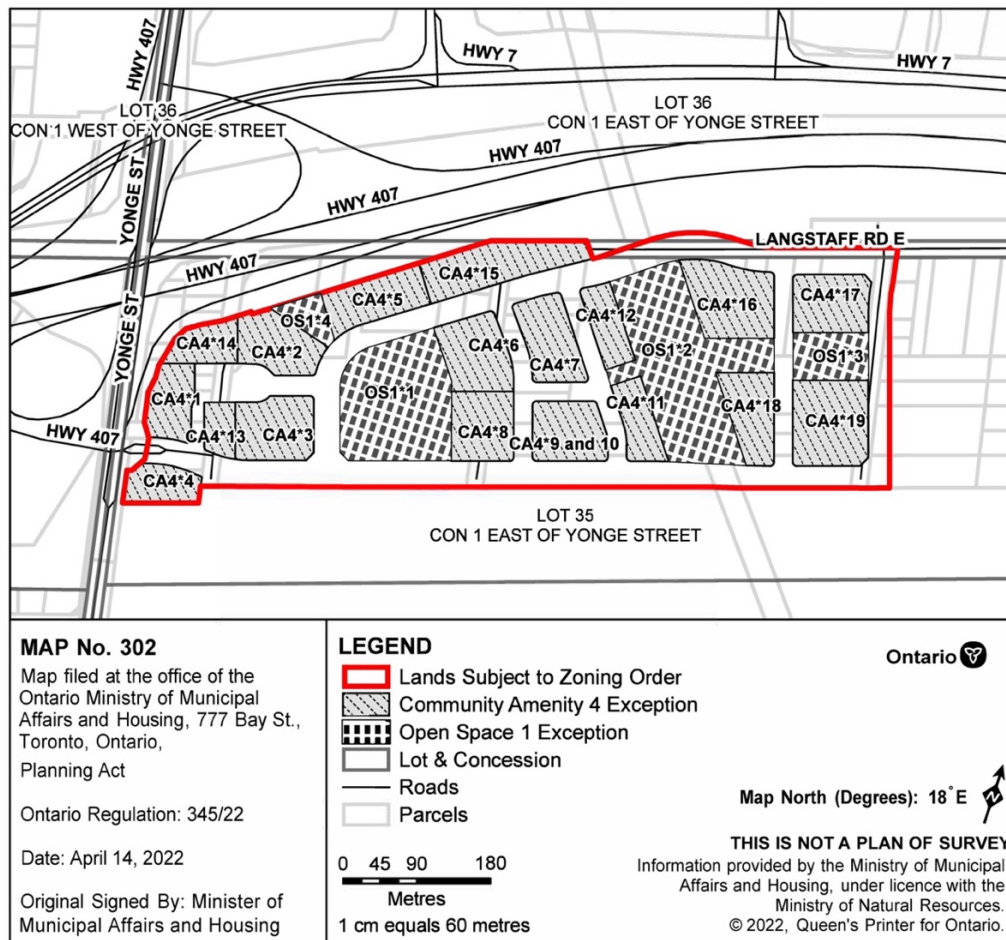 HWY 407
HWY 7
HWY 7
LOT 36
CON 1 WEST OF YONGE STREET
LOT 36
CON 1 EAST OF YONGE STREET
YONGE ST
HWY 407
HWY 407
HWY 407
LANGSTAFF RD E
YONGE ST
CA4*15
CA4*5
OS1*4
CA4*14
CA4*2
CA4*12
CA4*16
CA4*17
CA4*6
CA4*7
OS1*2
OS1*3
CA4*1
OS1*1
CA4*11
CA4*18
CA4*13
CA4*3
CA4*8
CA4*9 and 10
CA4*19
HWY 407
CA4*4
LOT 35
CON 1 EAST OF YONGE STREET
MAP No. 302
Map filed at the office of the
Ontario Ministry of Municipal
Affairs and Housing, 777 Bay St.,
Toronto, Ontario,
Planning Act
Ontario Regulation: 345/22
Date: April 14, 2022
Original Signed By: Minister of
Municipal Affairs and Housing
LEGEND
Lands Subject to Zoning Order
Community Amenity 4 Exception
Open Space 1 Exception
Lot & Concession
Roads
Parcels
0 45 90 180
Metres
1 cm equals 60 metres
Ontario
Map North (Degrees): 18°E
N
THIS IS NOT A PLAN OF SURVEY
Information provided by the Ministry of Municipal
Affairs and Housing, under licence with the
Ministry of Natural Resources.
© 2022, Queen's Printer for Ontario.